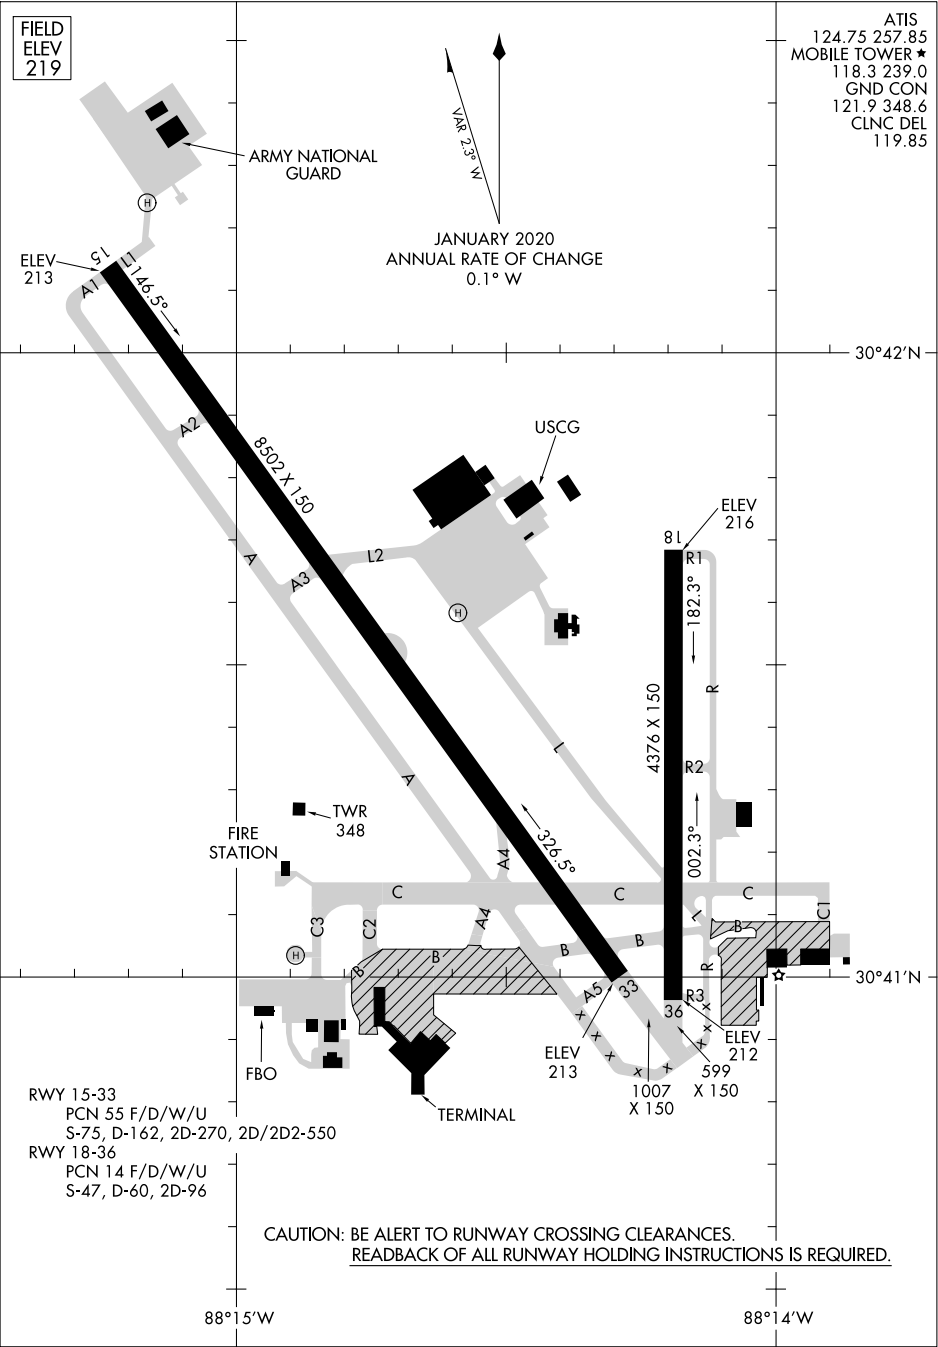 FIELD
ELEV
219
ATIS
124.75 257.85
MOBILE TOWER ★
118.3 239.0
GND CON
121.9 348.6
CLNC DEL
119.85
VAR 2.3° W
JANUARY 2020
ANNUAL RATE OF CHANGE
0.1° W
ARMY NATIONAL
GUARD
H
15
L1
ELEV
213
A1
146.5°
30°42'N
A2
8502 X 150
USCG
ELEV
216
18
R1
A
L2
A3
182.3°
H
R
4376 X 150
L
A
R2
TWR
348
FIRE
STATION
326.5°
002.3°
A4
C
C
C
C3
C2
A4
L
C1
B
B
B
B
B
H
R
30°41'N
A5
33
R3
36
x
x
x
x
x
x
x
x
ELEV
213
ELEV
212
599
X 150
1007
X 150
FBO
TERMINAL
RWY 15-33
PCN 55 F/D/W/U
S-75, D-162, 2D-270, 2D/2D2-550
RWY 18-36
PCN 14 F/D/W/U
S-47, D-60, 2D-96
CAUTION: BE ALERT TO RUNWAY CROSSING CLEARANCES.
READBACK OF ALL RUNWAY HOLDING INSTRUCTIONS IS REQUIRED.
88°15'W
88°14'W